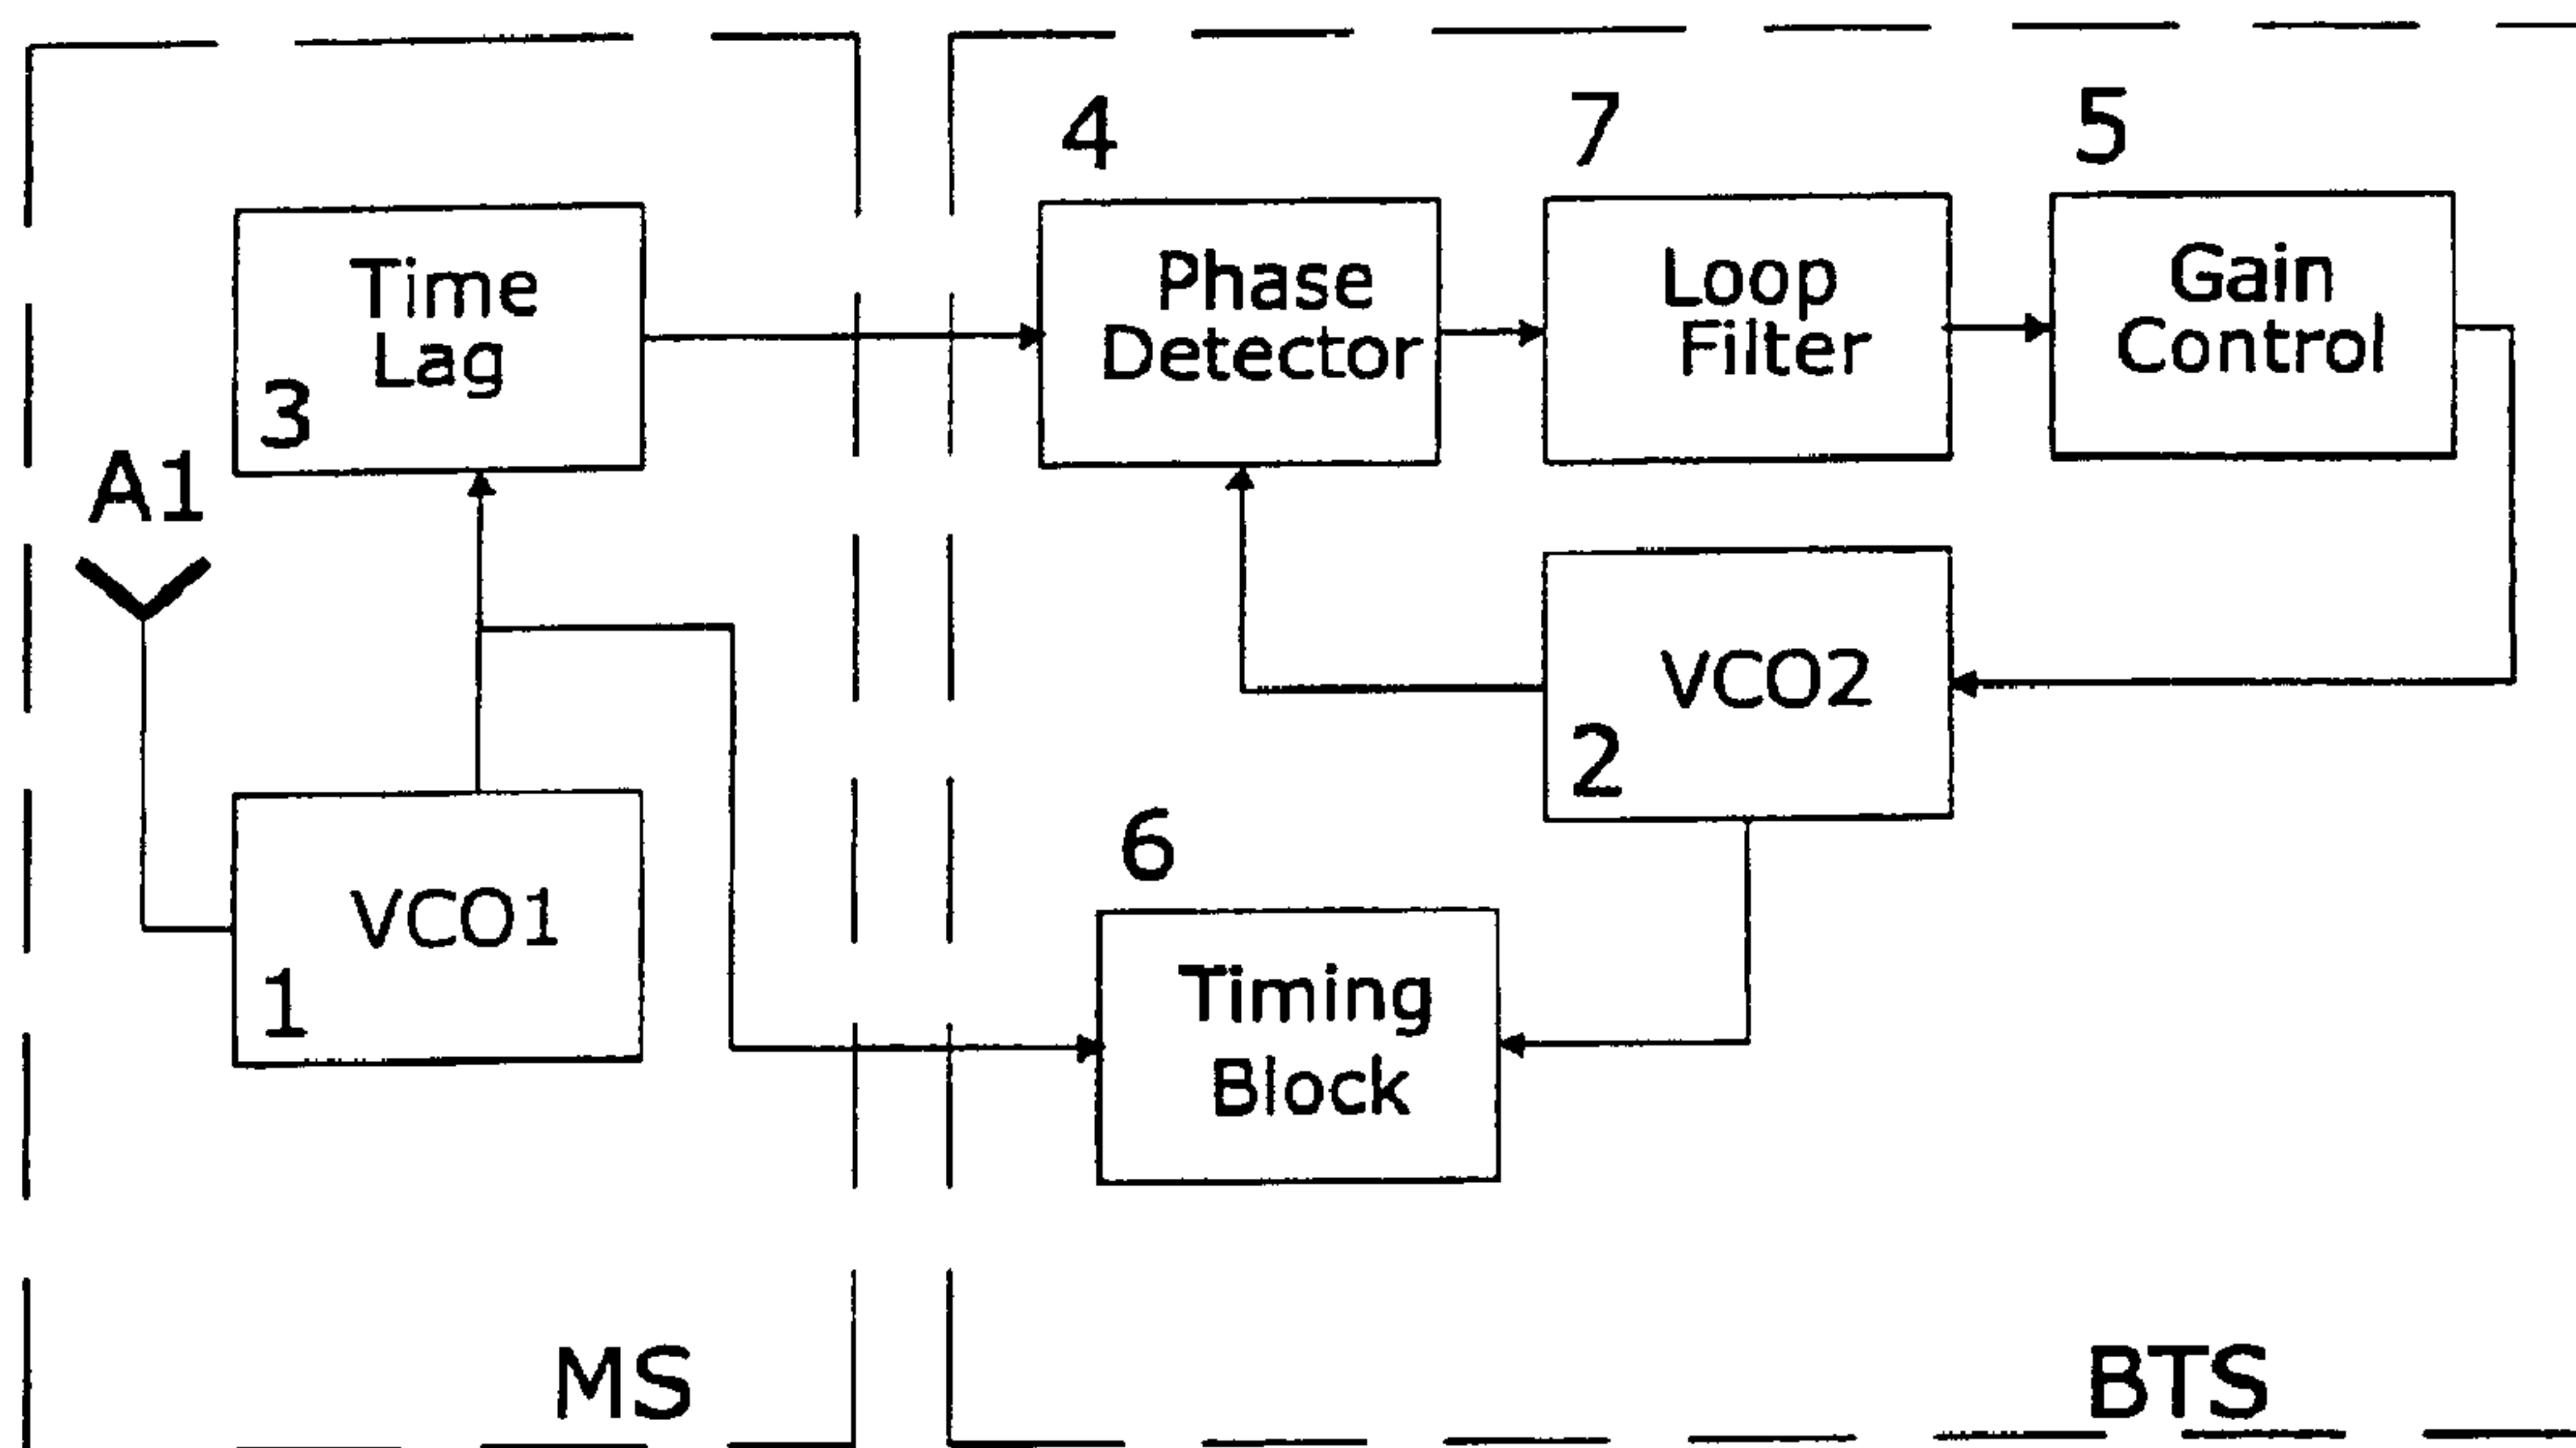 4
7
5
Time
Lag
3
Phase
Detector
Loop
Filter
Gain
Control
A1
VCO2
2
VCO1
1
6
Timing
Block
MS
BTS